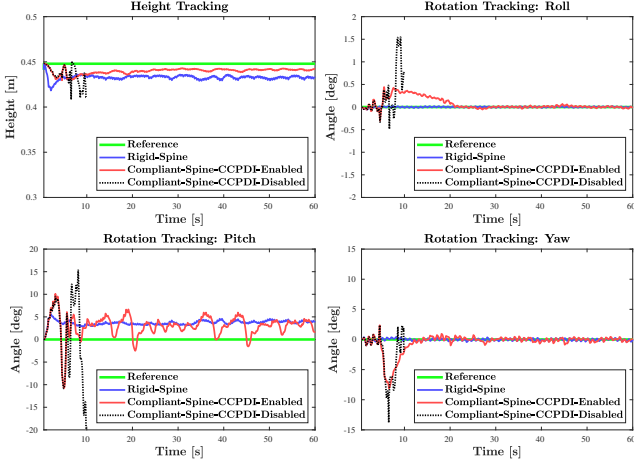 Height Tracking
0.5
0.45
0.4
0.35
0.3
Height [m]
Reference
Rigid-Spine
Compliant-Spine-CCPDI-Enabled
Compliant-Spine-CCPDI-Disabled
10 20 30 40 50 60
Time [s]
Rotation Tracking: Roll
2
1.5
1
0.5
0
-0.5
-1
-1.5
-2
Angle [deg]
Reference
Rigid-Spine
Compliant-Spine-CCPDI-Enabled
Compliant-Spine-CCPDI-Disabled
10 20 30 40 50 60
Time [s]
Rotation Tracking: Pitch
20
15
10
5
0
-5
-10
-15
-20
Angle [deg]
Reference
Rigid-Spine
Compliant-Spine-CCPDI-Enabled
Compliant-Spine-CCPDI-Disabled
10 20 30 40 50 60
Time [s]
Rotation Tracking: Yaw
15
10
5
0
-5
-10
-15
Angle [deg]
Reference
Rigid-Spine
Compliant-Spine-CCPDI-Enabled
Compliant-Spine-CCPDI-Disabled
10 20 30 40 50 60
Time [s]